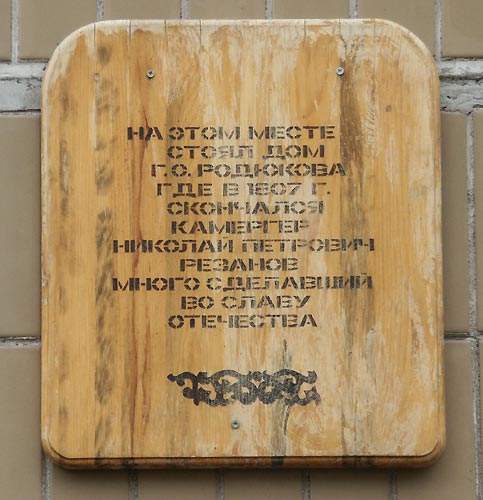 НА ЭТОМ МЕСТЕ
СТОЯЛ ДОМ
Г.О. РОДЮКОВА
ГДЕ В 1807 Г.
СКОНЧАЛСЯ
КАМЕРГЕР
НИКОЛАЙ ПЕТРОВИЧ
РЕЗАНОВ
МНОГО СДЕЛАВШИЙ
ВО СЛАВУ
ОТЕЧЕСТВА